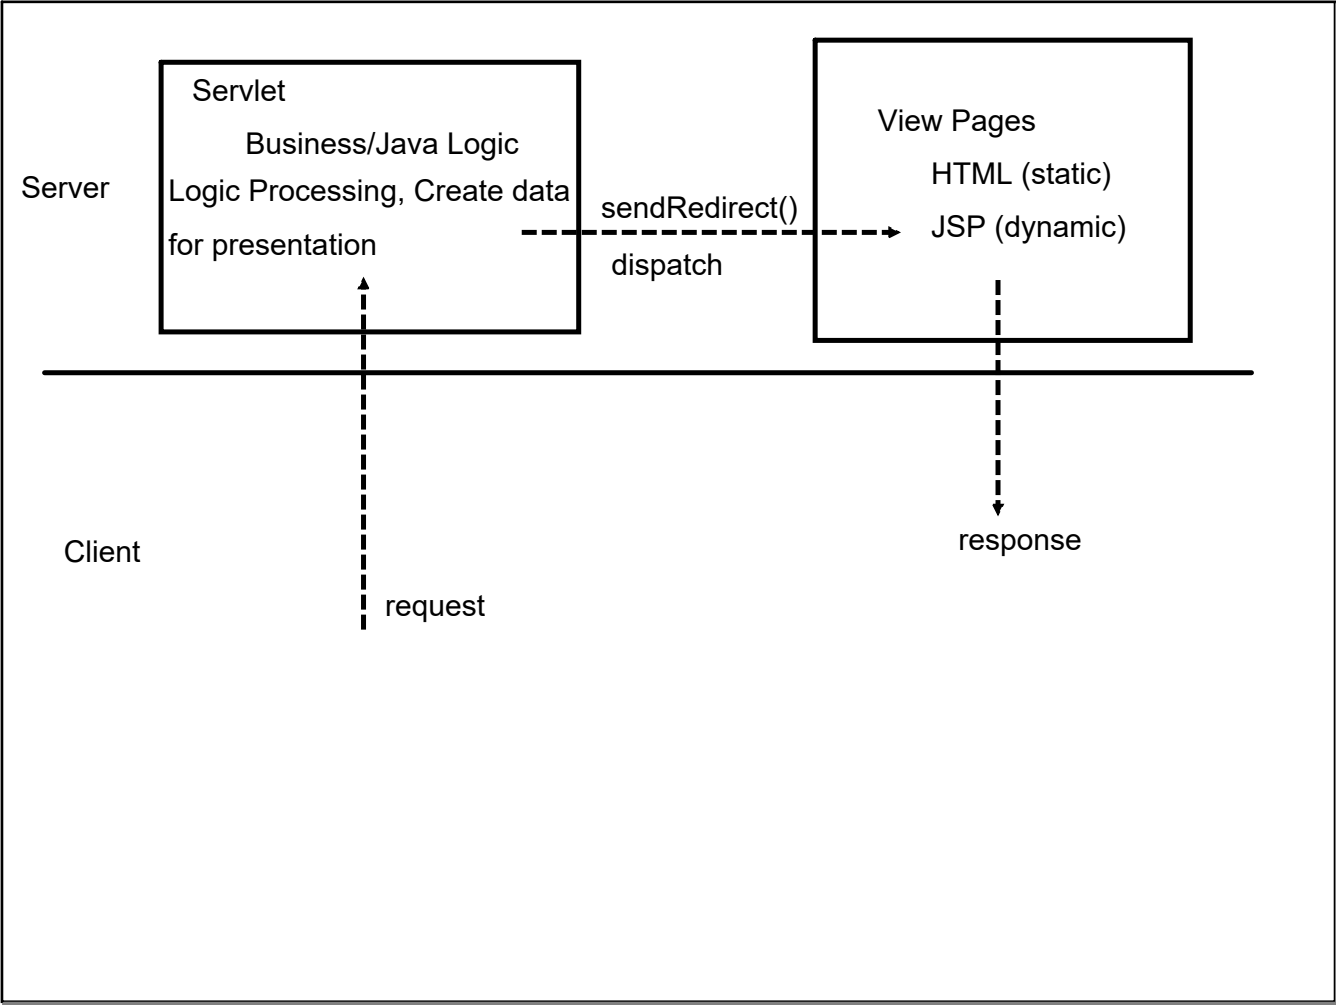 Servlet
Business/Java Logic
Logic Processing, Create data
for presentation
Server
sendRedirect()
dispatch
View Pages
HTML (static)
JSP (dynamic)
Client
request
response